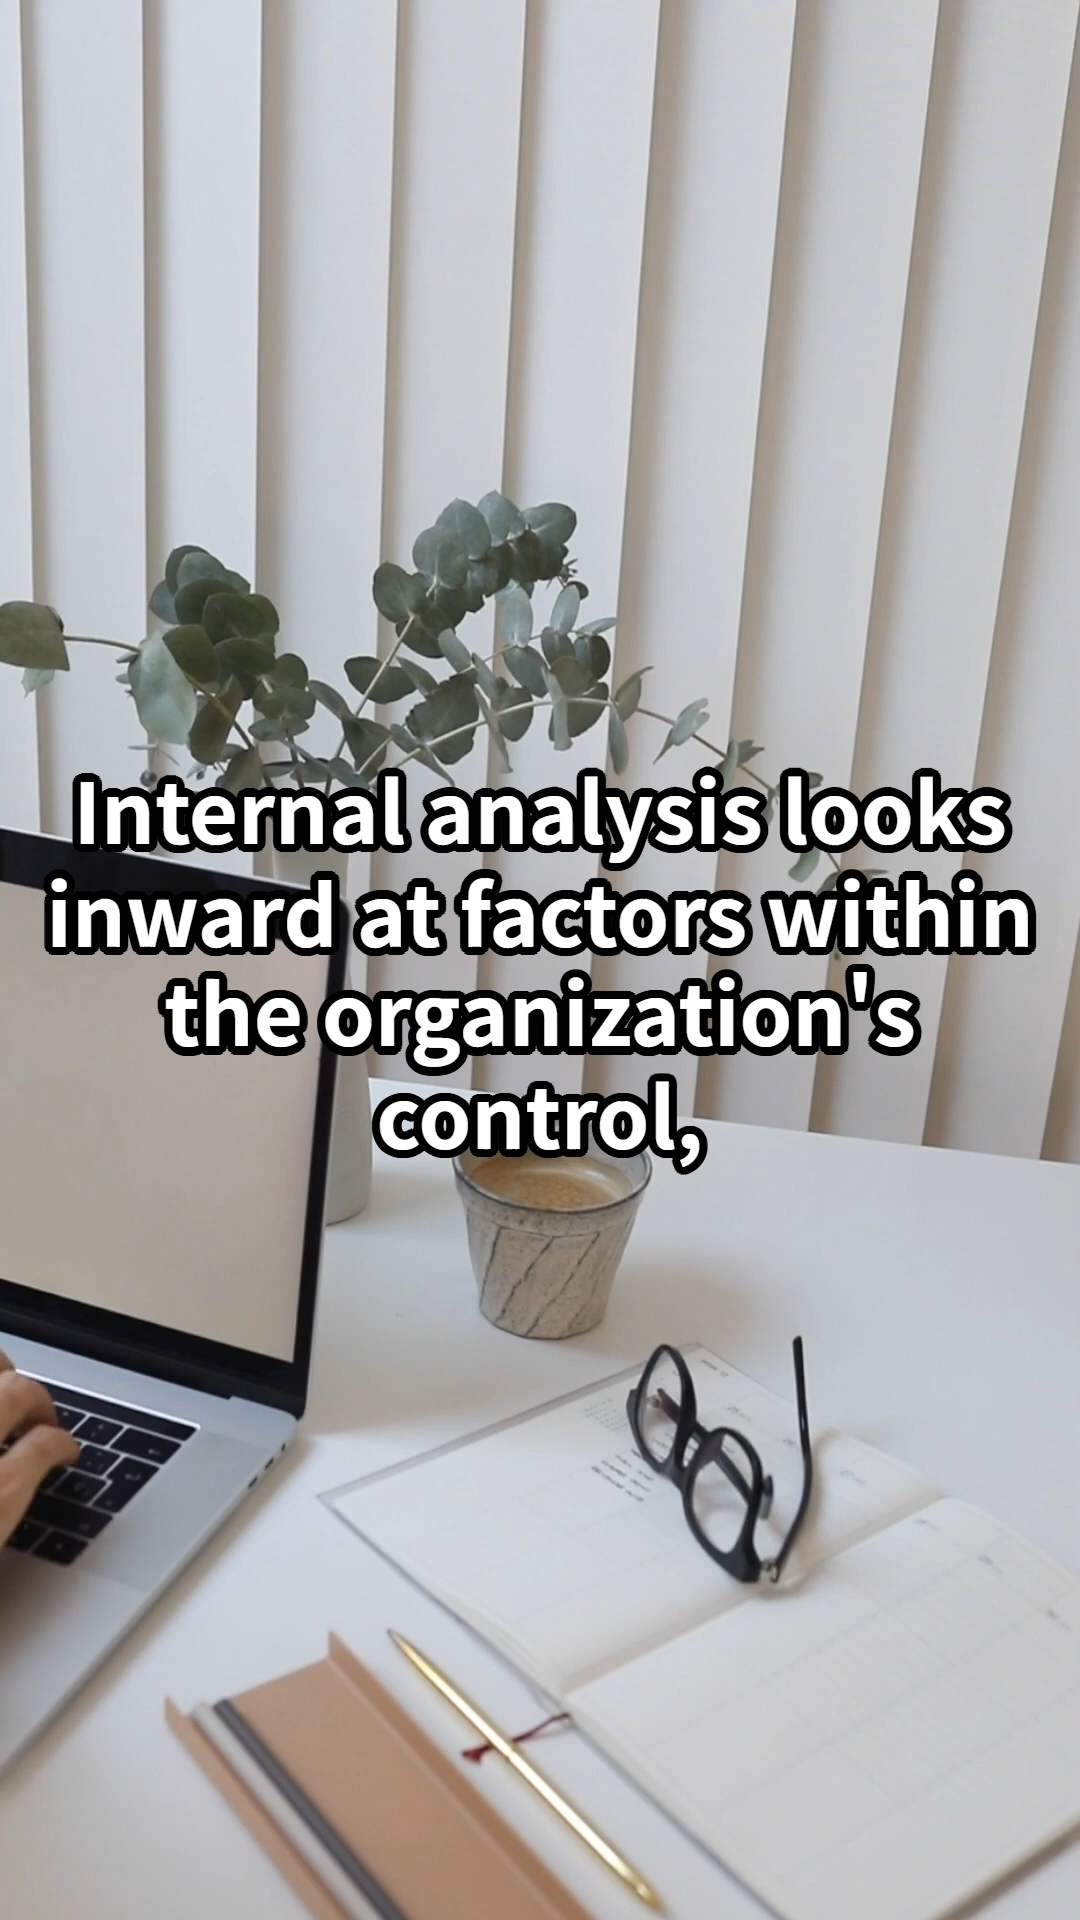 Internal analysis looks
inward at factors within
the organization's
control,